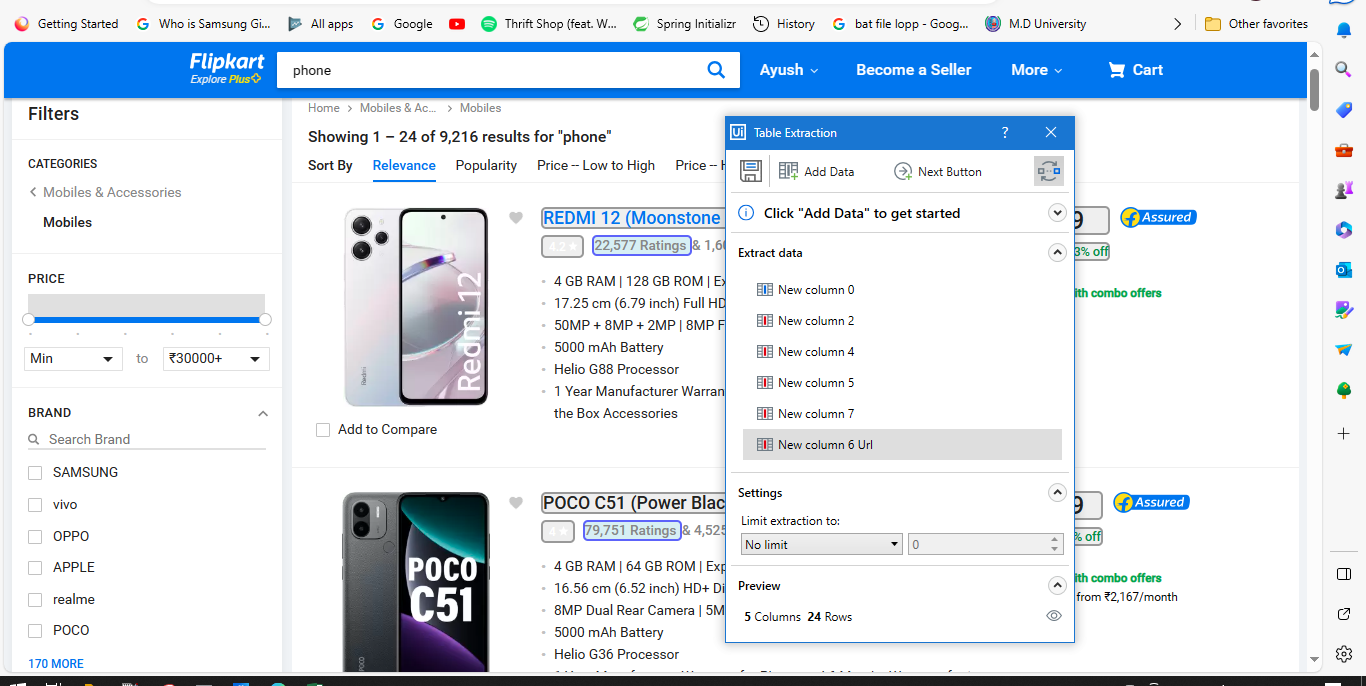 Getting Started
Who is Samsung Gi...
All apps
Google
Thrift Shop (feat. W...
Spring Initializr
History
bat file lopp - Goog...
M.D University
Other favorites
Flipkart
Explore Plus
phone
Ayush
Become a Seller
More
Cart
Filters
CATEGORIES
Mobiles & Accessories
Mobiles
PRICE
Min
to
₹30000+
BRAND
Search Brand
SAMSUNG
vivo
OPPO
APPLE
realme
POCO
170 MORE
Home
Mobiles & Ac...
Mobiles
Showing 1 – 24 of 9,216 results for "phone"
Sort By
Relevance
Popularity
Price -- Low to High
Price --
Redmi 12
Redmi
Add to Compare
REDMI 12 (Moonstone
4.2 ★
22,577 Ratings
&
4 GB RAM | 128 GB ROM |
17.25 cm (6.79 inch) Full HD
50MP + 8MP + 2MP | 8MP
5000 mAh Battery
Helio G88 Processor
1 Year Manufacturer
the Box Accessories
9
Assured
3% off
with combo offers
POCO
C51
POCO
POCO C51 (Power
4 ★
79,751 Ratings
& 4,525
4 GB RAM | 64 GB ROM |
16.56 cm (6.52 inch) HD+
8MP Dual Rear Camera |
5000 mAh Battery
Helio G36 Processor
9
Assured
% off
with combo offers
from ₹2,167/month
Ui Table Extraction
?
Add Data
Next Button
Click "Add Data" to get started
Extract data
New column 0
New column 2
New column 4
New column 5
New column 7
New column 6 Url
Settings
Limit extraction to:
No limit
0
Preview
5 Columns 24 Rows